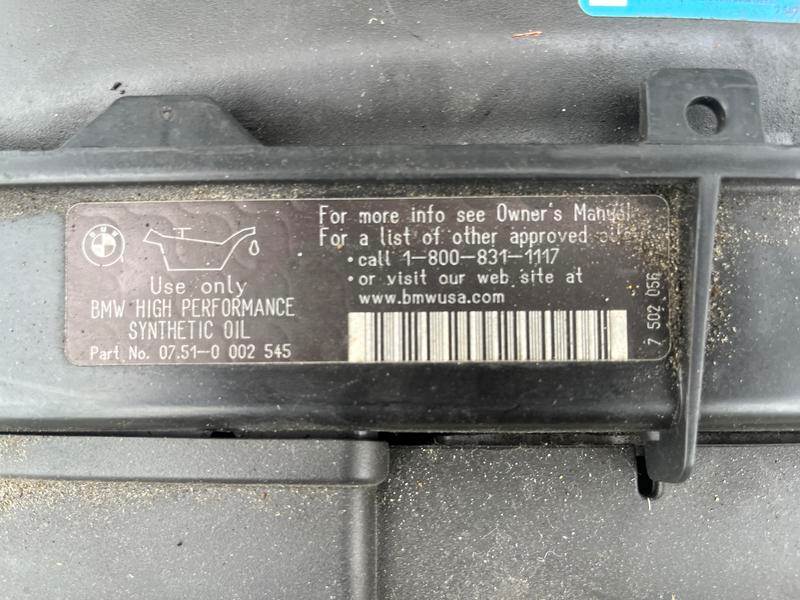 BMW
Use only
BMW HIGH PERFORMANCE
SYNTHETIC OIL
Part No. 07.51-0 002 545
For more info see Owner's Manual.
For a list of other approved
• call 1-800-831-1117
• or visit our web site at
www.bmwusa.com
7 502 056